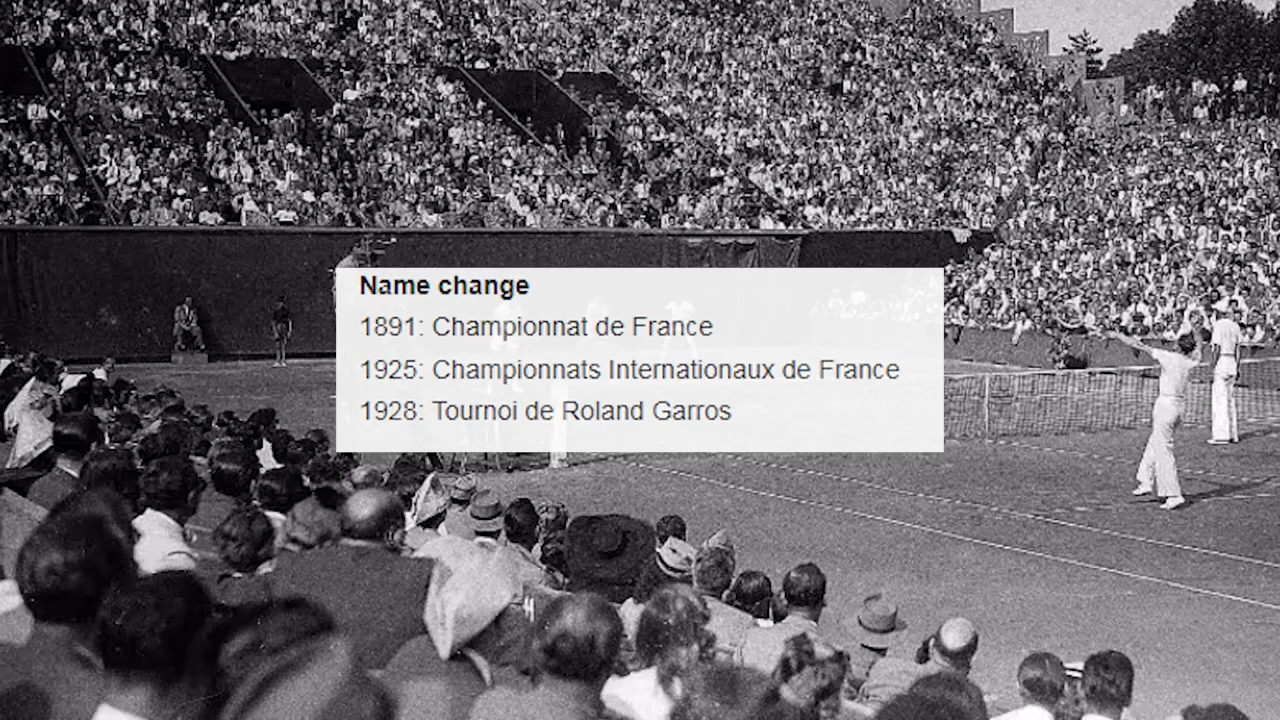 Name change
1891: Championnat de France
1925: Championnats Internationaux de France
1928: Tournoi de Roland Garros